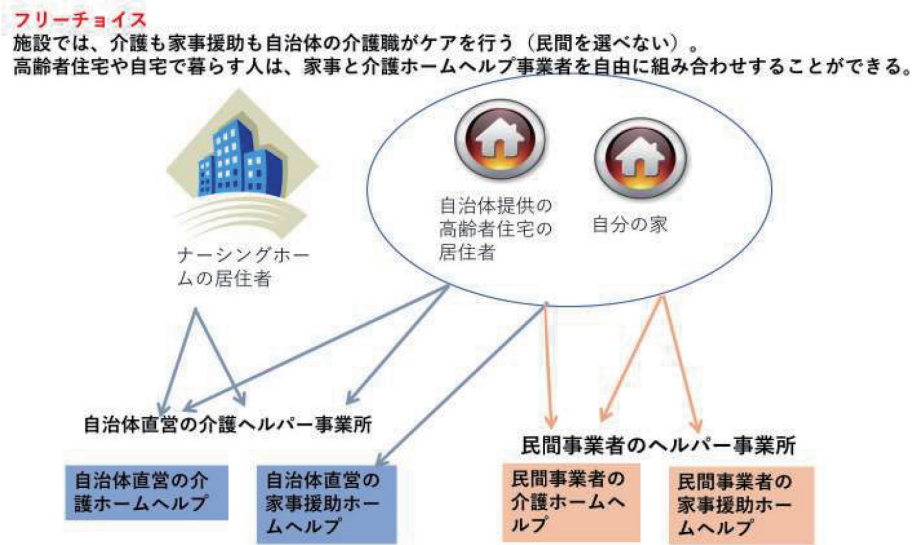 フリーチョイス
施設では、介護も家事援助も自治体の介護職がケアを行う（民間を選べない）。
高齢者住宅や自宅で暮らす人は、家事と介護ホームヘルプ事業者を自由に組み合わせすることができる。
自治体提供の
高齢者住宅の
居住者
自分の家
ナーシングホー
ムの居住者
自治体直営の介護ヘルパー事業所
民間事業者のヘルパー事業所
自治体直営の介
護ホームヘルプ
自治体直営の
家事援助ホー
ムヘルプ
民間事業者の
介護ホームヘ
ルプ
民間事業者の
家事援助ホー
ムヘルプ